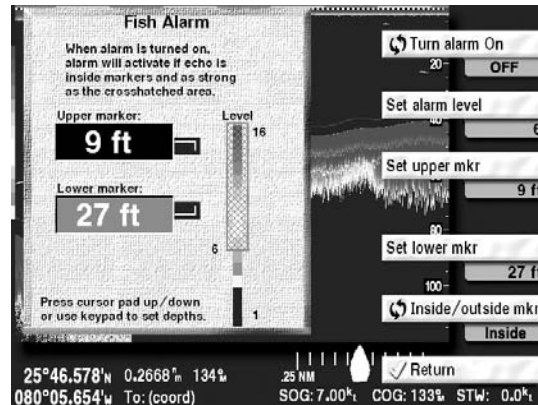 Fish Alarm
When alarm is turned on,
alarm will activate if echo is
inside markers and as strong
as the crosshatched area.
Upper marker:
9 ft
Level
16
Lower marker:
27 ft
6
1
Press cursor pad up/down
or use keypad to set depths.
Turn alarm On
20
OFF
Set alarm level
40
6
Set upper mkr
9 f
80
Set lower mkr
27 f
100
Inside/outside mkr
Inside
Return
25°46.578'N 0.2668 134
080°05.654'W To: (coord)
.25 NM
SOG: 7.00kt COG: 133 STW: 0.0kt